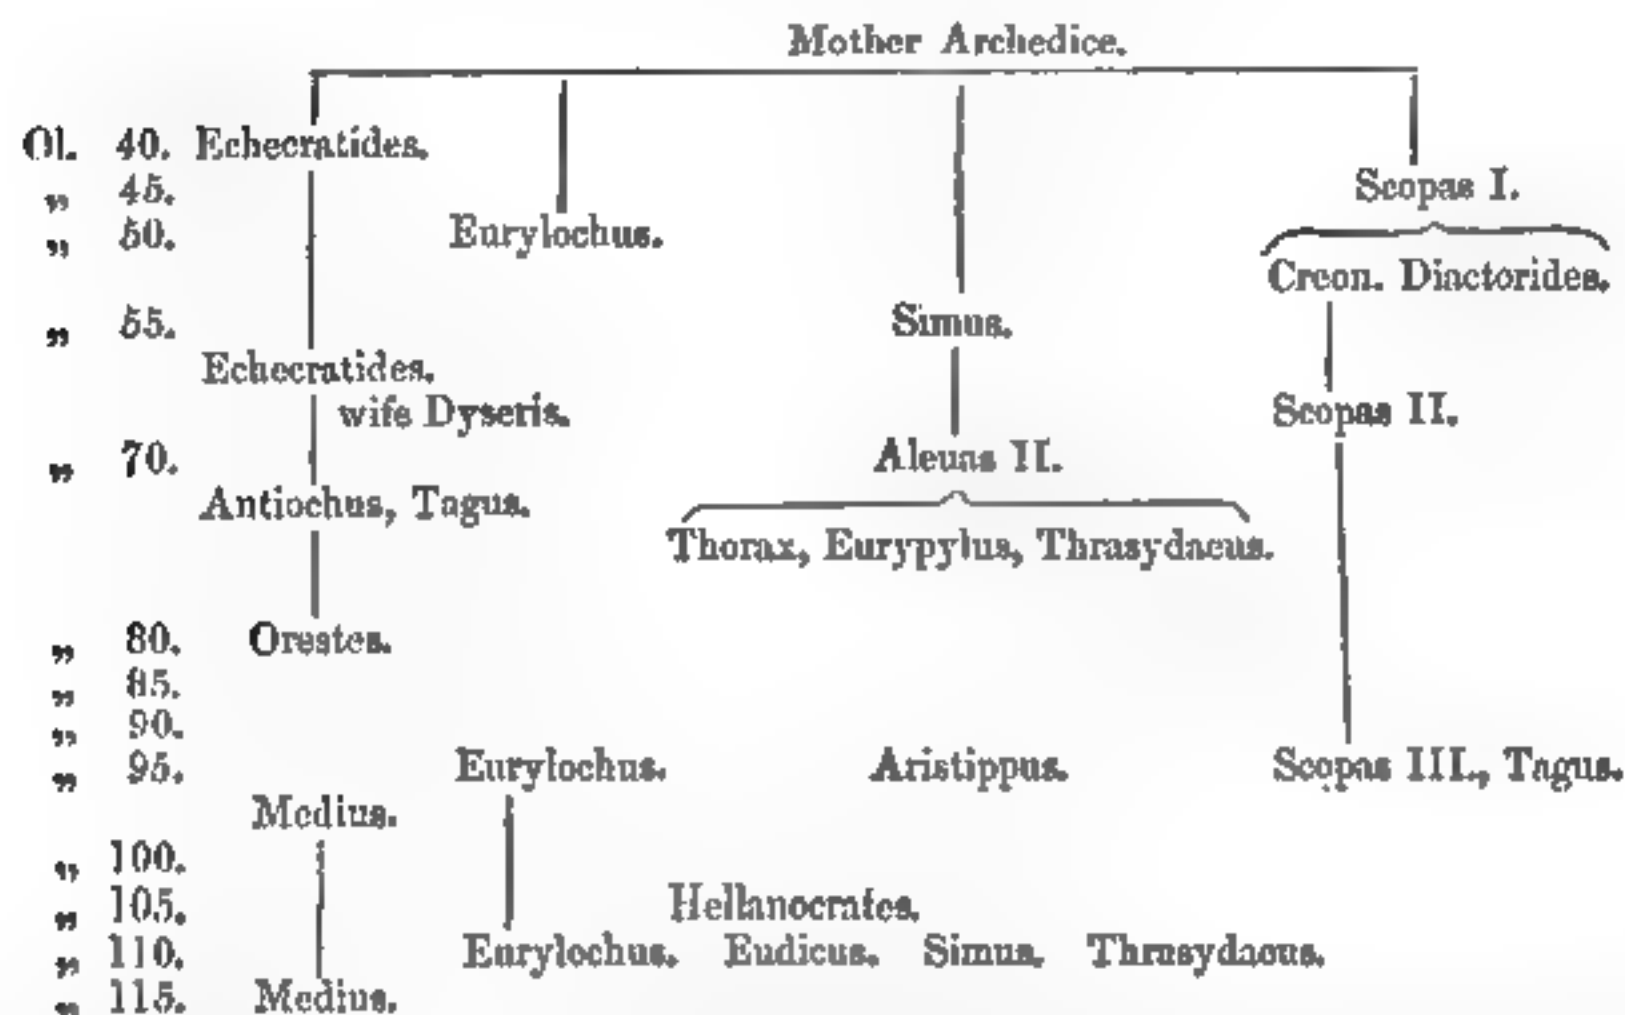 Mother Archedice.
Ol. 40. Echecratides.
„ 45. Scopas I.
„ 50. Eurylochus.
Creon. Diactorides.
„ 55. Simus.
Echecratides.
wife Dyseris. Scopas II.
„ 70. Aleuas II.
Antiochus, Tagus.
Thorax, Eurypylus, Thrasydaeus.
„ 80. Orestes.
„ 85.
„ 90.
„ 95. Eurylochus. Aristippus. Scopas III., Tagus.
Medius.
„ 100.
„ 105. Hellanocrates.
„ 110. Eurylochus. Eudicus. Simus. Thrasydaeus.
„ 115. Medius.